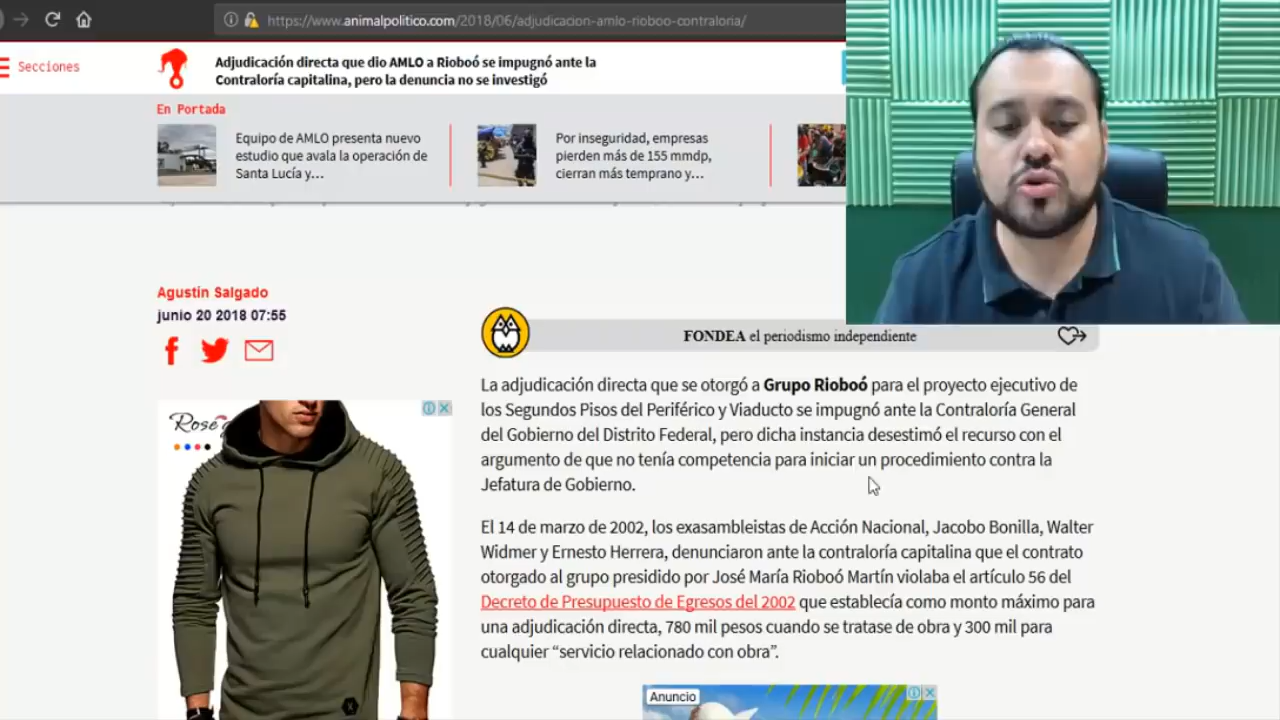 https://www.animalpolitico.com/2018/06/adjudicacion-amlo-rioboo-contraloria/
Secciones
Adjudicación directa que dio AMLO a Rioboó se impugnó ante la
Contraloría capitalina, pero la denuncia no se investigó
En Portada
Equipo de AMLO presenta nuevo
estudio que avala la operación de
Santa Lucía y...
Por inseguridad, empresas
pierden más de 155 mmdp,
cierran más temprano y...
Agustín Salgado
junio 20 2018 07:55
FONDEA el periodismo independiente
La adjudicación directa que se otorgó a Grupo Rioboó para el proyecto ejecutivo de
los Segundos Pisos del Periférico y Viaducto se impugnó ante la Contraloría General
del Gobierno del Distrito Federal, pero dicha instancia desestimó el recurso con el
argumento de que no tenía competencia para iniciar un procedimiento contra la
Jefatura de Gobierno.
El 14 de marzo de 2002, los exasambleistas de Acción Nacional, Jacobo Bonilla, Walter
Widmer y Ernesto Herrera, denunciaron ante la contraloría capitalina que el contrato
otorgado al grupo presidido por José María Rioboó Martín violaba el artículo 56 del
Decreto de Presupuesto de Egresos del 2002 que establecía como monto máximo para
una adjudicación directa, 780 mil pesos cuando se tratase de obra y 300 mil para
cualquier “servicio relacionado con obra”.
Anuncio